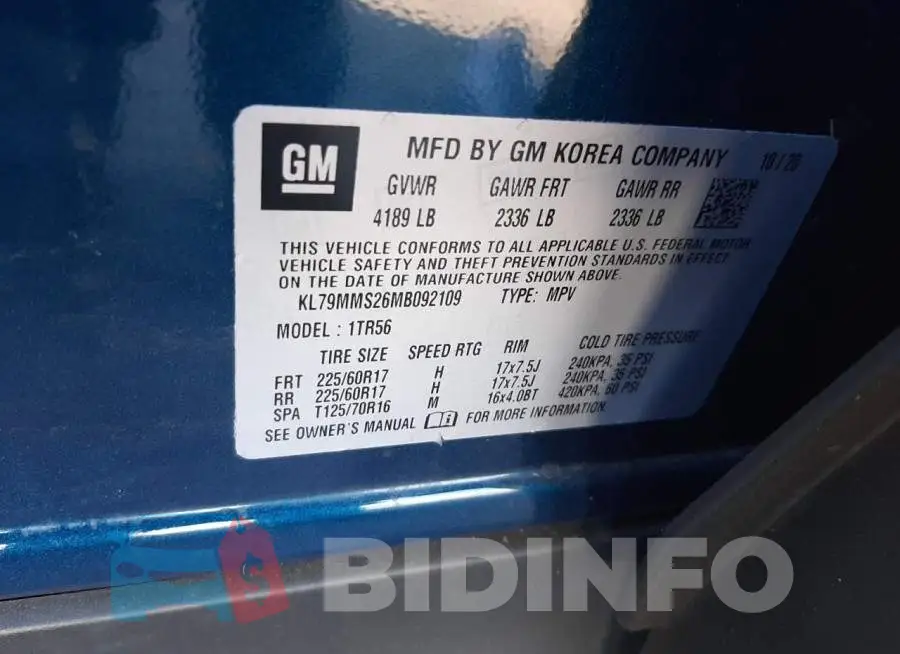 GM
MFD BY GM KOREA COMPANY 10/20
GVWR GAWR FRT GAWR RR
4189 LB 2336 LB 2336 LB
THIS VEHICLE CONFORMS TO ALL APPLICABLE U.S. FEDERAL MOTOR
VEHICLE SAFETY AND THEFT PREVENTION STANDARDS IN EFFECT
ON THE DATE OF MANUFACTURE SHOWN ABOVE.
KL79MMS26MB092109 TYPE: MPV
MODEL : 1TR56
TIRE SIZE SPEED RTG RIM COLD TIRE PRESSURE
FRT 225/60R17 H 17x7.5J 240KPA, 35 PSI
RR 225/60R17 H 17x7.5J 240KPA, 35 PSI
SPA T125/70R16 M 16x4.0BT 420KPA, 60 PSI
SEE OWNER'S MANUAL FOR MORE INFORMATION.
BIDINFO